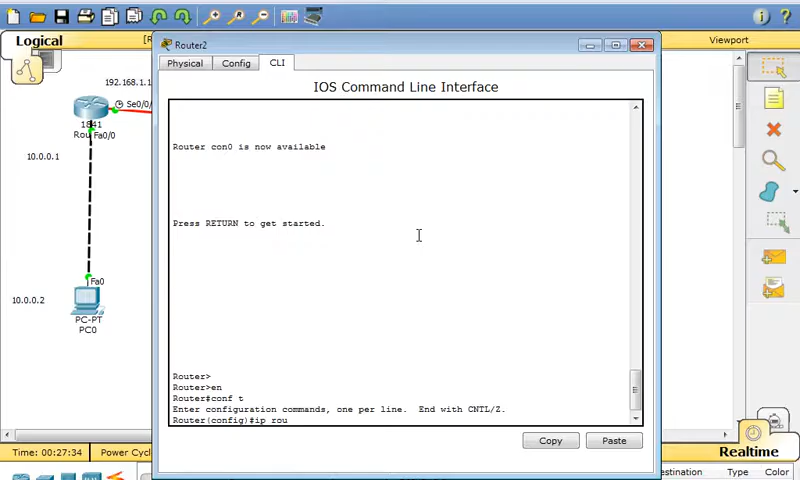 Logical
[R
Viewport
Router2
Physical
Config
CLI
IOS Command Line Interface
192.168.1.1
Se0/0/
1841
Rou
Fa0/0
10.0.0.1
Router con0 is now available
Press RETURN to get started.
Fa0
10.0.0.2
PC-PT
PC0
Router>
Router>en
Router#conf t
Enter configuration commands, one per line.  End with CNTL/Z.
Router(config)#ip rou
Copy
Paste
Time: 00:27:34
Power Cycl
Realtime
estination
Type
Color